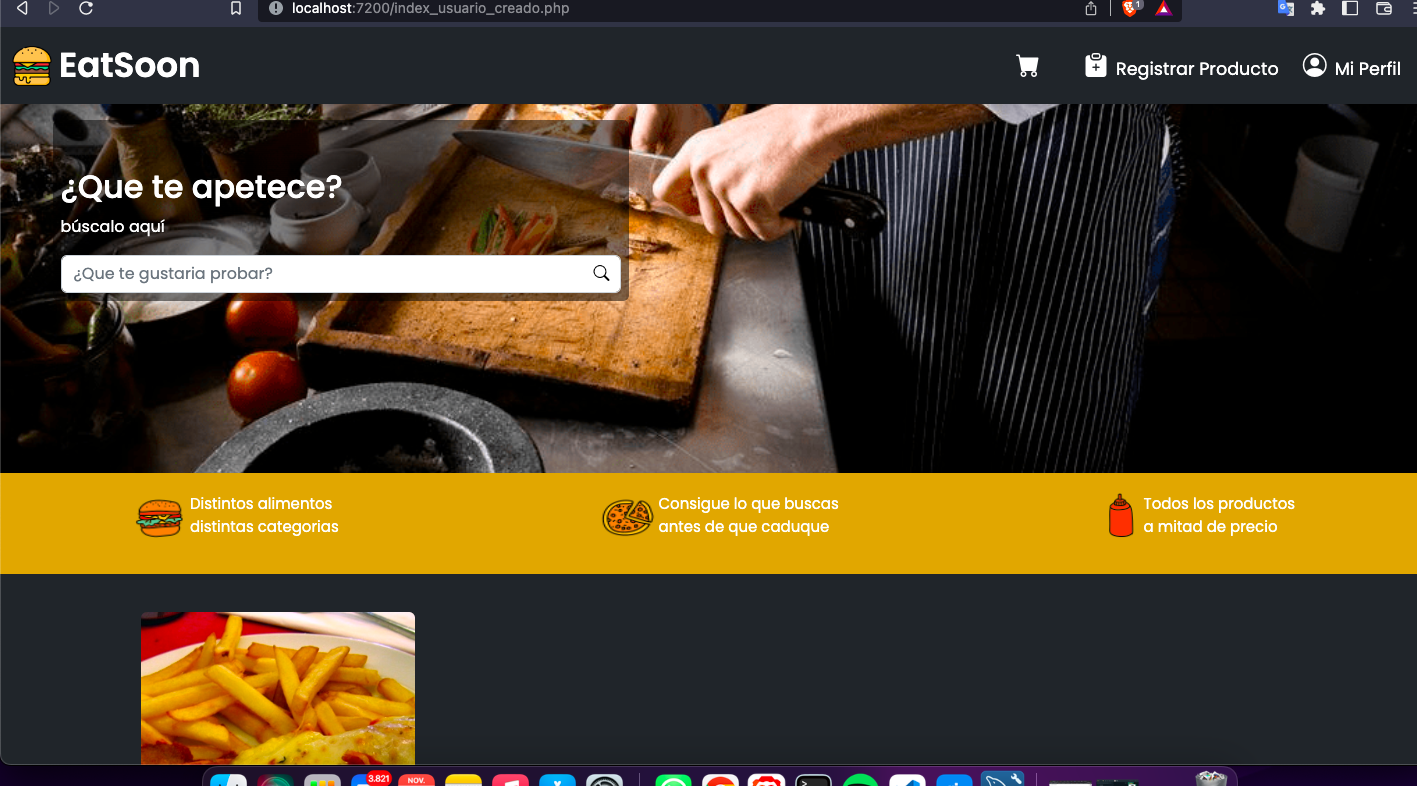 localhost:7200/index_usuario_creado.php
1
EatSoon
Registrar Producto
Mi Perfil
¿Que te apetece?
búscalo aquí
¿Que te gustaria probar?
Distintos alimentos
distintas categorias
Consigue lo que buscas
antes de que caduque
Todos los productos
a mitad de precio
3.821
NOV.